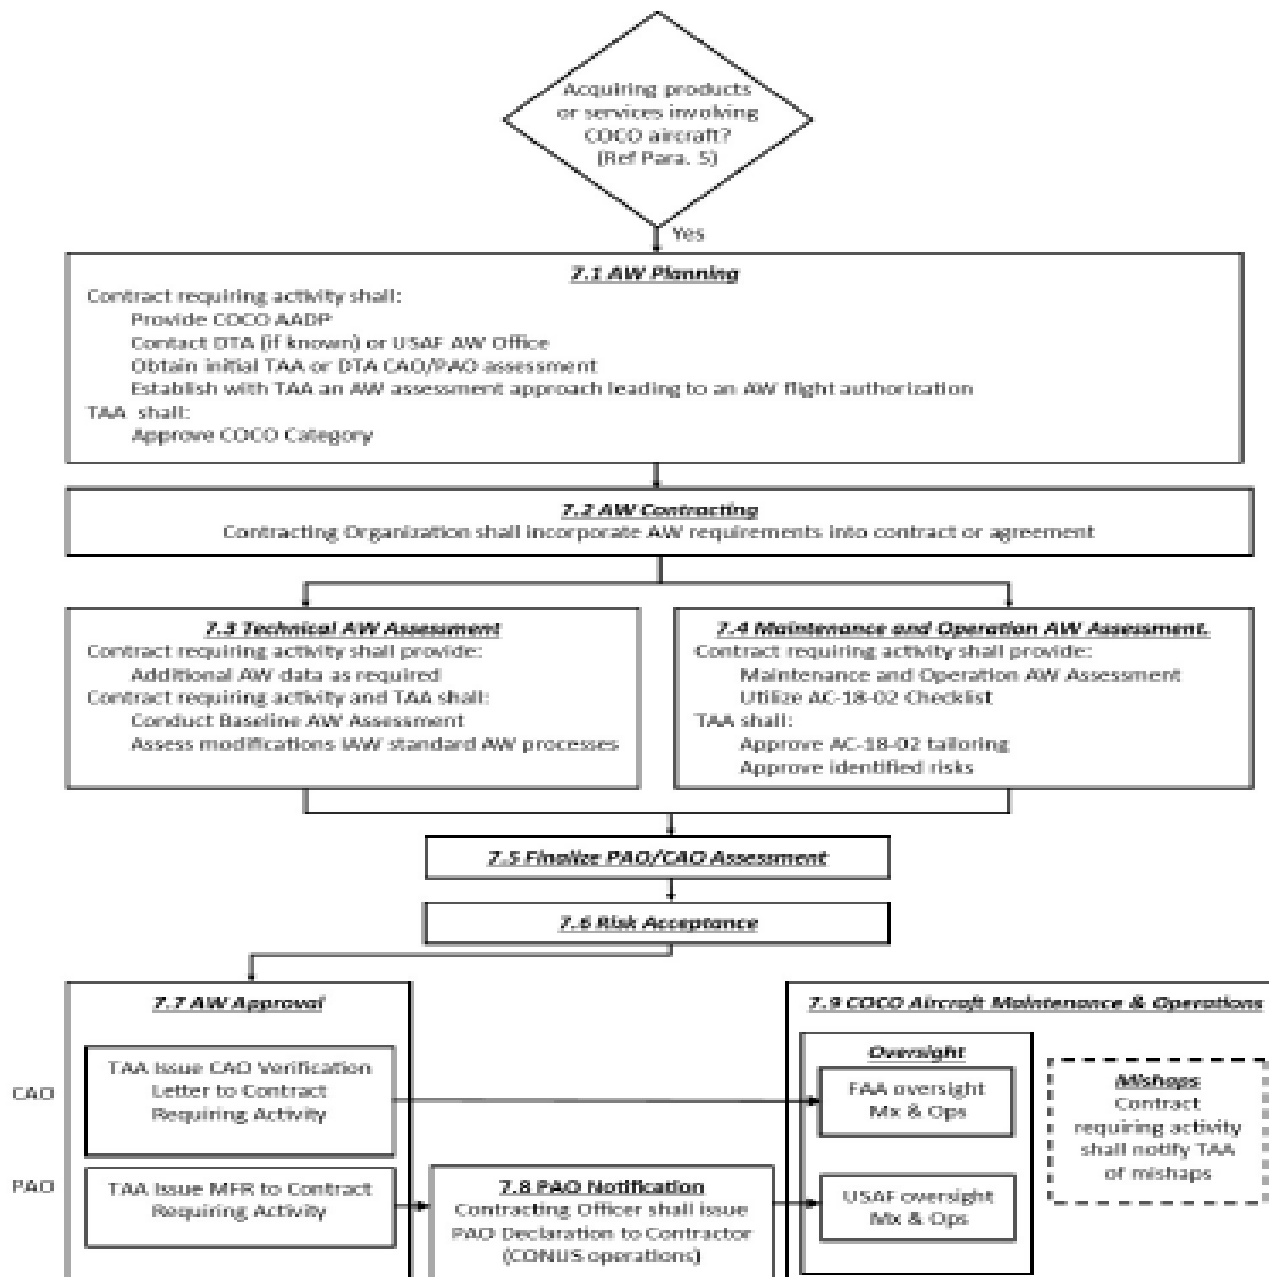 Acquiring products
or services involving
COCO aircraft?
(Ref Para. 5)
Yes
7.1 AW Planning
Contract requiring activity shall:
Provide COCO AADP
Contact DTA (if known) or USAF AW Office
Obtain initial TAA or DTA CAO/PAO assessment
Establish with TAA an AW assessment approach leading to an AW flight authorization
TAA shall:
Approve COCO Category
7.2 AW Contracting
Contracting Organization shall incorporate AW requirements into contract or agreement
7.3 Technical AW Assessment
Contract requiring activity shall provide:
Additional AW data as required
Contract requiring activity and TAA shall:
Conduct Baseline AW Assessment
Assess modifications IAW standard AW processes
7.4 Maintenance and Operation AW Assessment.
Contract requiring activity shall provide:
Maintenance and Operation AW Assessment
Utilize AC-18-02 Checklist
TAA shall:
Approve AC-18-02 tailoring
Approve identified risks
7.5 Finalize PAO/CAO Assessment
7.6 Risk Acceptance
7.7 AW Approval
CAO
TAA Issue CAO Verification
Letter to Contract
Requiring Activity
PAO
TAA Issue MFR to Contract
Requiring Activity
7.8 PAO Notification
Contracting Officer shall issue
PAO Declaration to Contractor
(CONUS operations)
7.9 COCO Aircraft Maintenance & Operations
Oversight
FAA oversight
Mx & Ops
USAF oversight
Mx & Ops
Mishaps
Contract
requiring activity
shall notify TAA
of mishaps